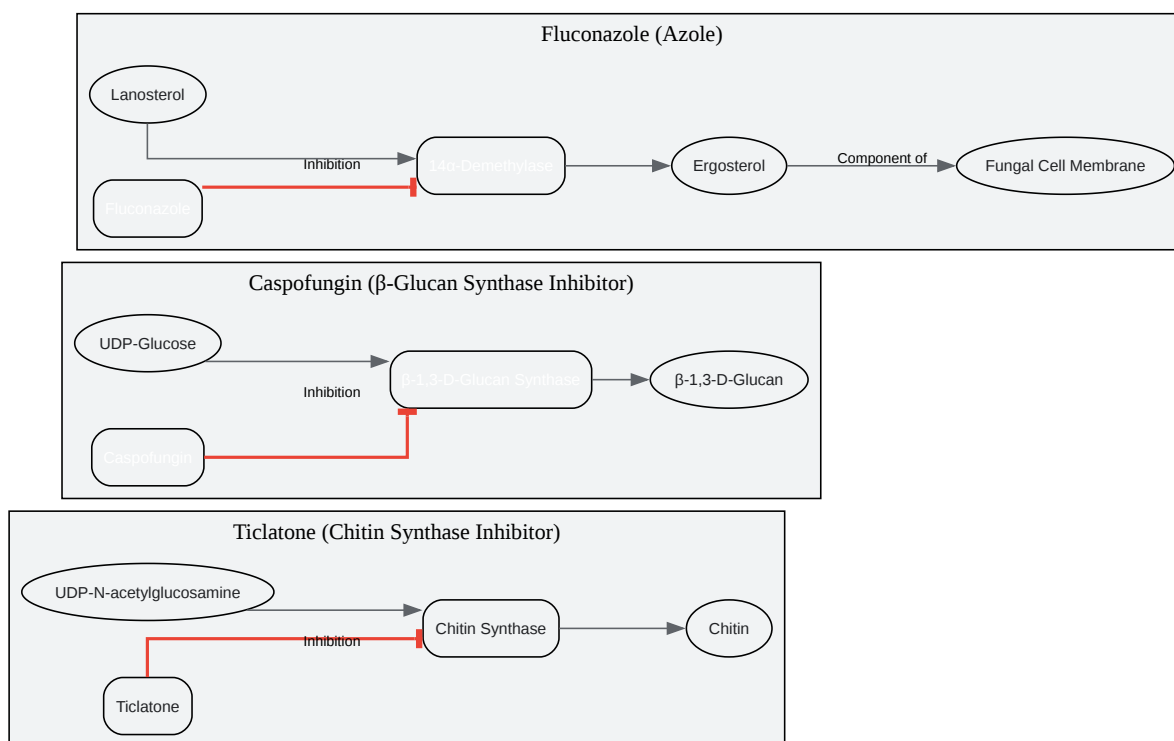 Fluconazole (Azole)
Lanosterol
Inhibition
14α-Demethylase
Ergosterol
Component of
Fungal Cell Membrane
Fluconazole
Caspofungin (β-Glucan Synthase Inhibitor)
UDP-Glucose
β-1,3-D-Glucan Synthase
β-1,3-D-Glucan
Inhibition
Caspofungin
Ticlatone (Chitin Synthase Inhibitor)
UDP-N-acetylglucosamine
Chitin Synthase
Chitin
Inhibition
Ticlatone